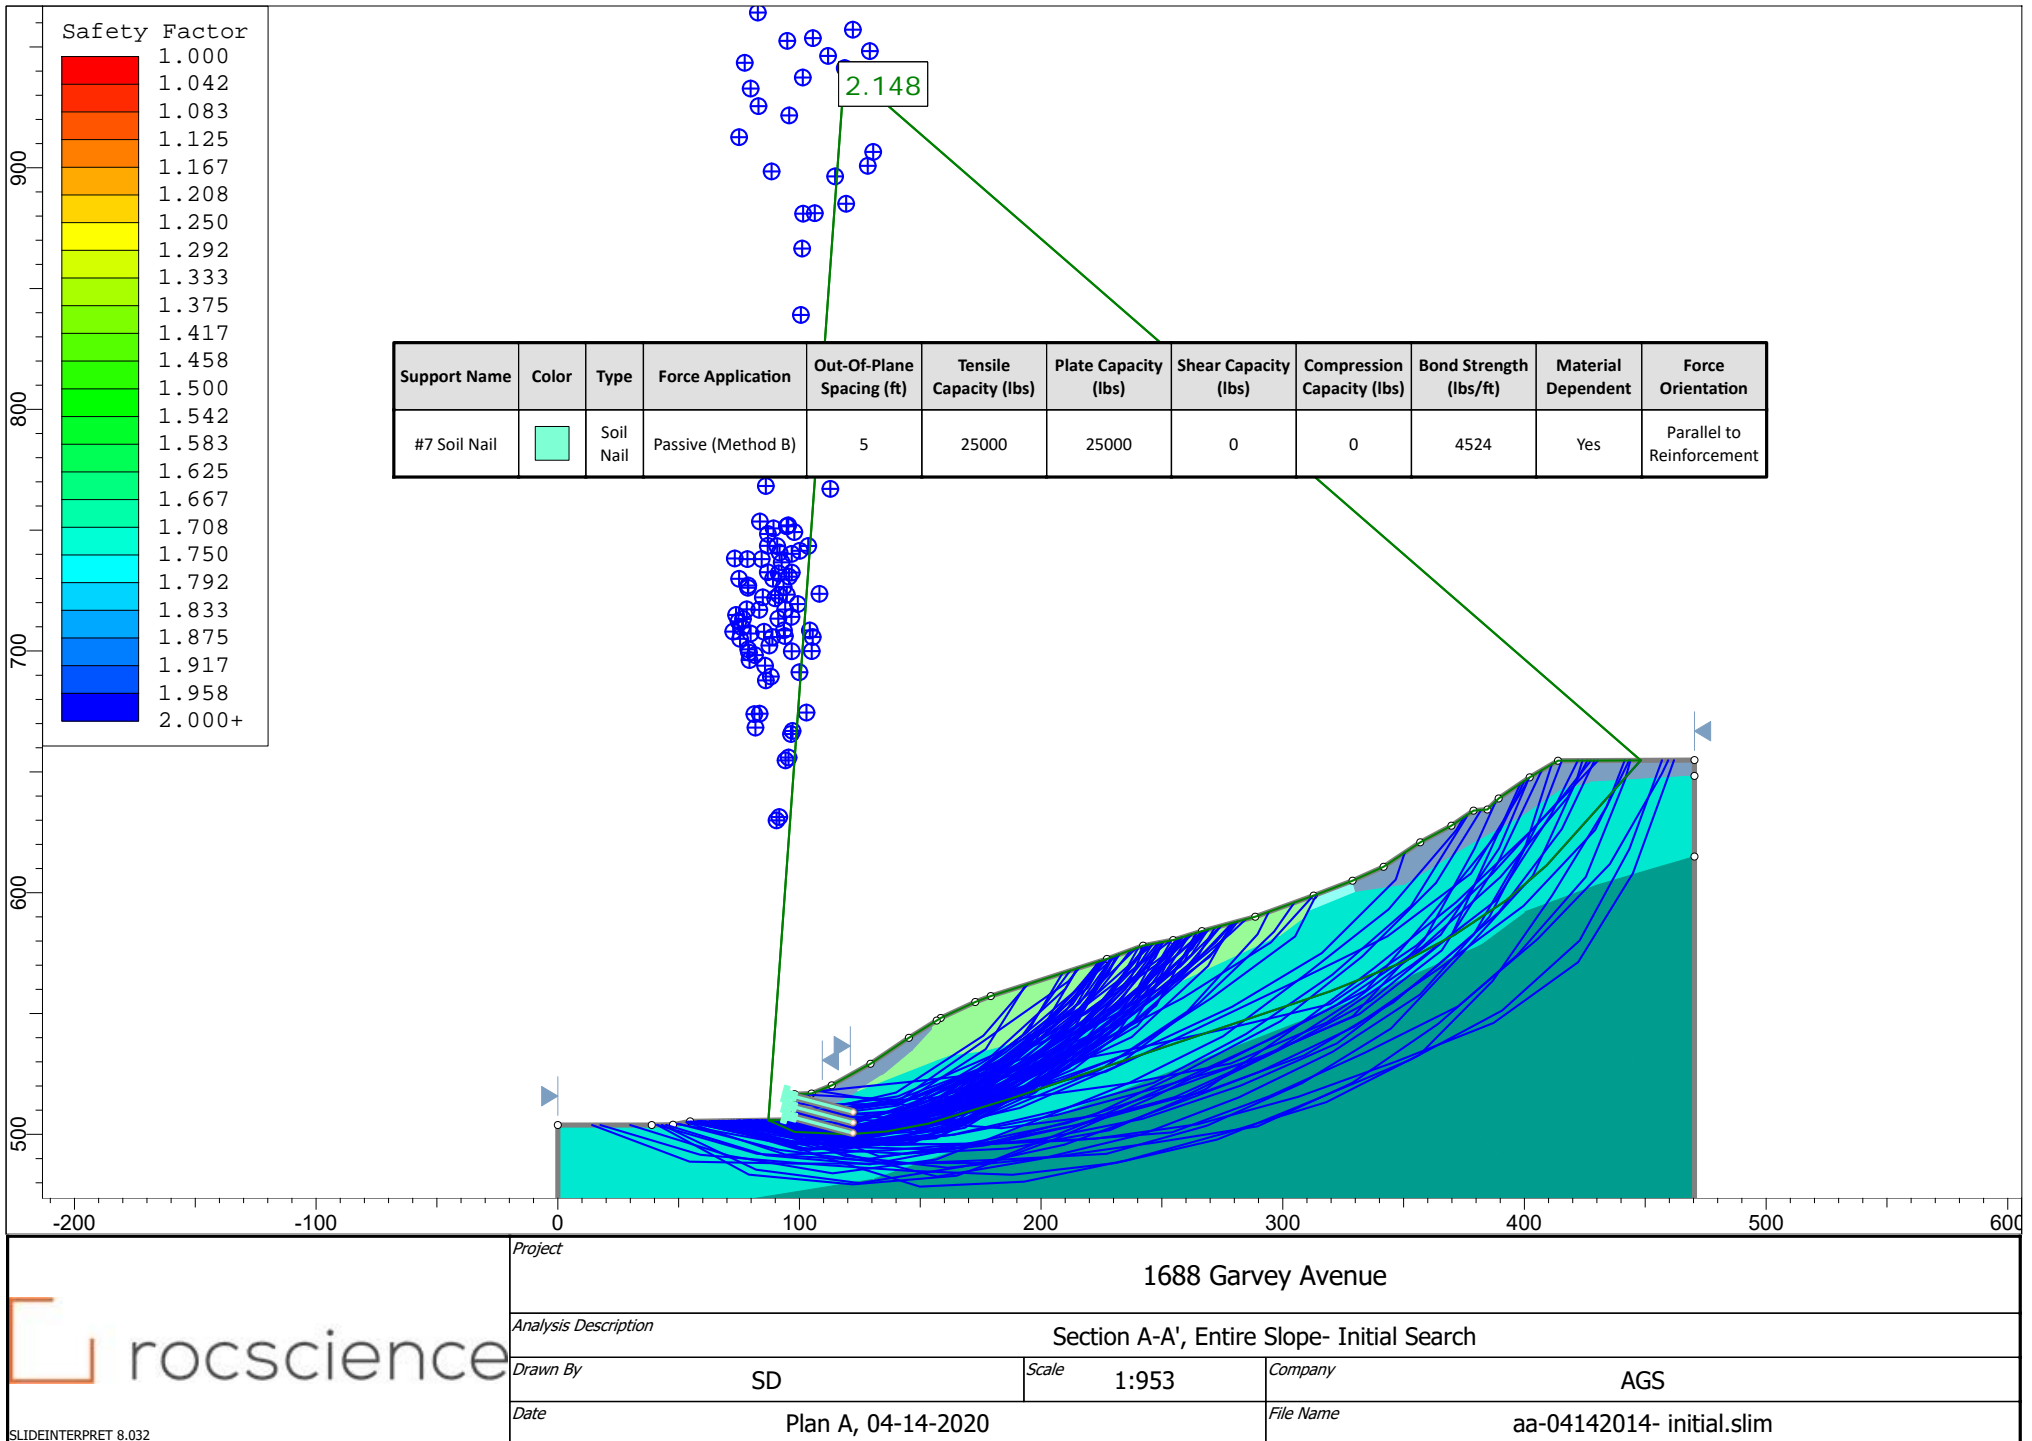 Safety Factor
1.000
1.042
1.083
1.125
1.167
1.208
1.250
1.292
1.333
1.375
1.417
1.458
1.500
1.542
1.583
1.625
1.667
1.708
1.750
1.792
1.833
1.875
1.917
1.958
2.000+
2.148
900
800
700
600
500
Support Name Color Type Force Application Out-Of-Plane Spacing (ft) Tensile Capacity (lbs) Plate Capacity (lbs) Shear Capacity (lbs) Compression Capacity (lbs) Bond Strength (lbs/ft) Material Dependent Force Orientation
#7 Soil Nail Soil Nail Passive (Method B) 5 25000 25000 0 0 4524 Yes Parallel to Reinforcement
-200 -100 0 100 200 300 400 500 600
rocscience
SLIDEINTERPRET 8.032
Project
1688 Garvey Avenue
Analysis Description
Section A-A', Entire Slope- Initial Search
Drawn By SD Scale 1:953 Company AGS
Date Plan A, 04-14-2020 File Name aa-04142014- initial.slim